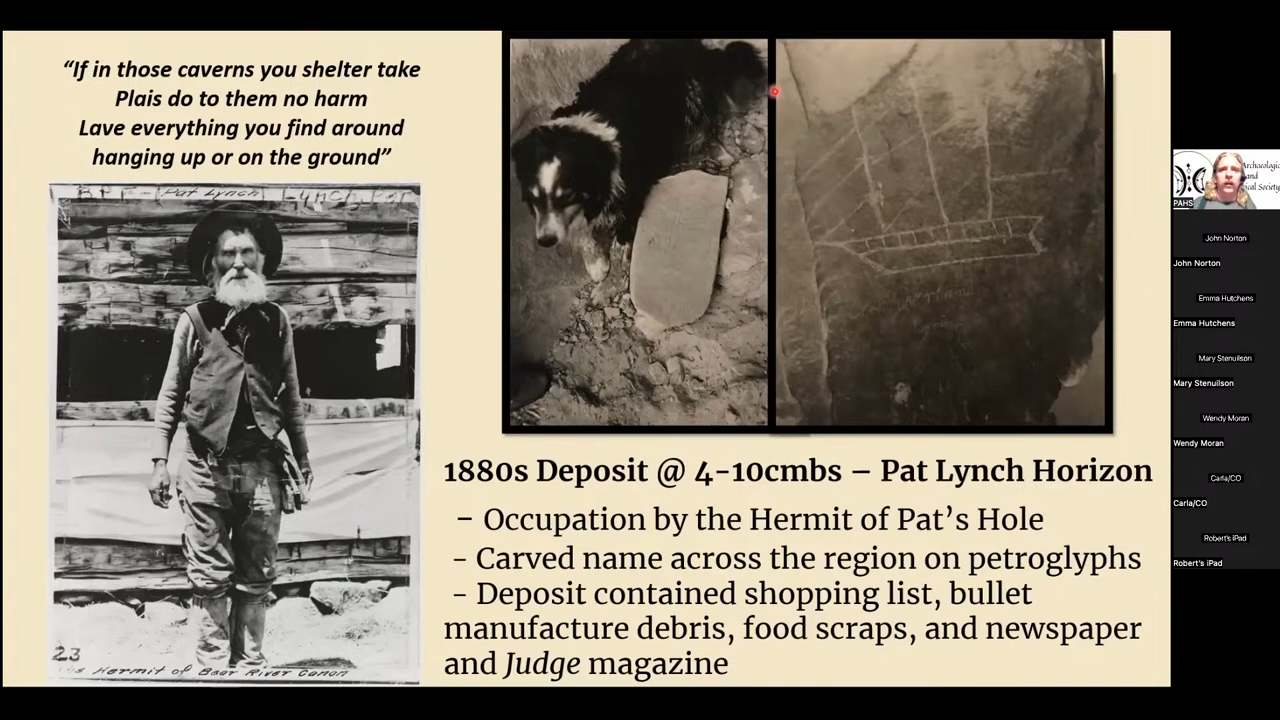 “If in those caverns you shelter take
Plais do to them no harm
Lave everything you find around
hanging up or on the ground”
Pat Lynch
23
Hermit of Bear River Canon
1880s Deposit @ 4-10cmbs – Pat Lynch Horizon
– Occupation by the Hermit of Pat’s Hole
- Carved name across the region on petroglyphs
- Deposit contained shopping list, bullet
manufacture debris, food scraps, and newspaper
and Judge magazine
Archaeologic
and
ical Society
PAHS
John Norton
John Norton
Emma Hutchens
Emma Hutchens
Mary Stenuilson
Mary Stenuilson
Wendy Moran
Wendy Moran
Carla/CO
Carla/CO
Robert's iPad
Robert's iPad